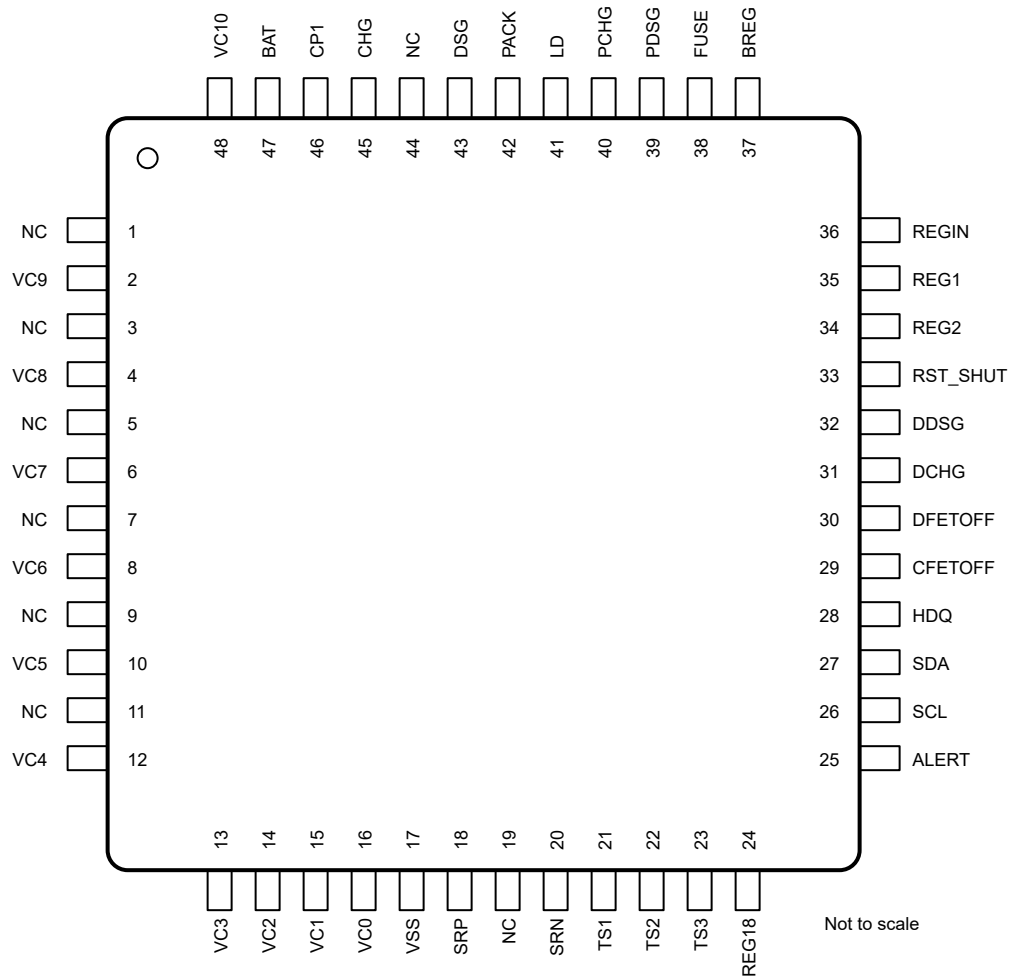 VC10 BAT CP1 CHG NC DSG PACK LD PCHG PDSG FUSE BREG
48 47 46 45 44 43 42 41 40 39 38 37
NC 1 36 REGIN
VC9 2 35 REG1
NC 3 34 REG2
VC8 4 33 RST_SHUT
NC 5 32 DDSG
VC7 6 31 DCHG
NC 7 30 DFETOFF
VC6 8 29 CFETOFF
NC 9 28 HDQ
VC5 10 27 SDA
NC 11 26 SCL
VC4 12 25 ALERT
13 14 15 16 17 18 19 20 21 22 23 24
VC3 VC2 VC1 VC0 VSS SRP NC SRN TS1 TS2 TS3 REG18
Not to scale